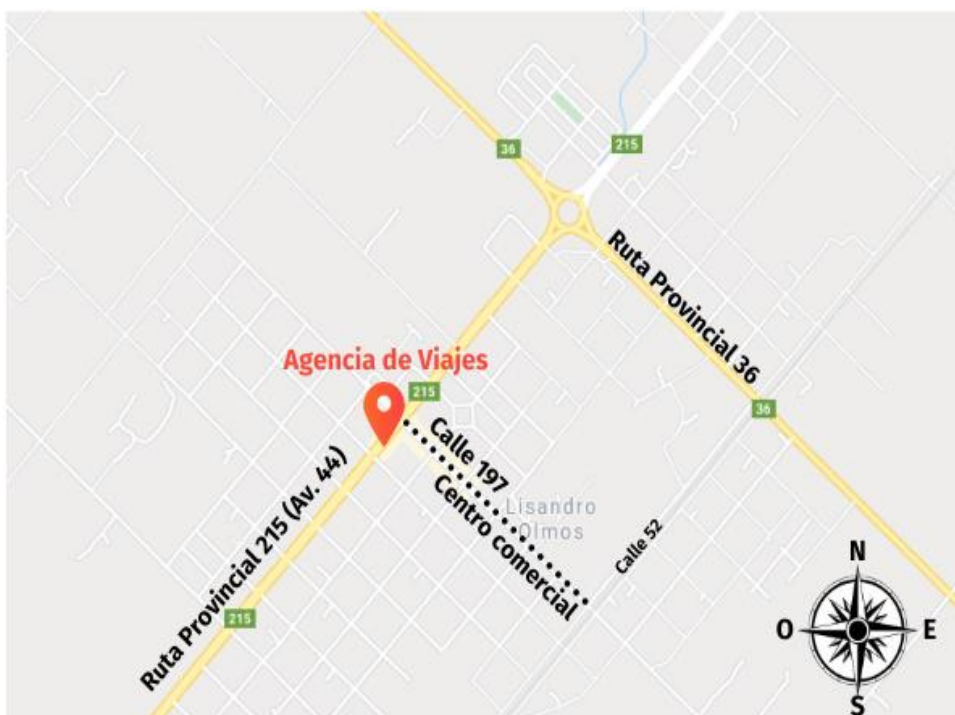 36
215
Ruta Provincial 36
Agencia de Viajes
215
36
Calle 197
Centro comercial
Lisandro
Olmos
Ruta Provincial 215 (Av. 44)
Calle 52
215
N
O
E
S